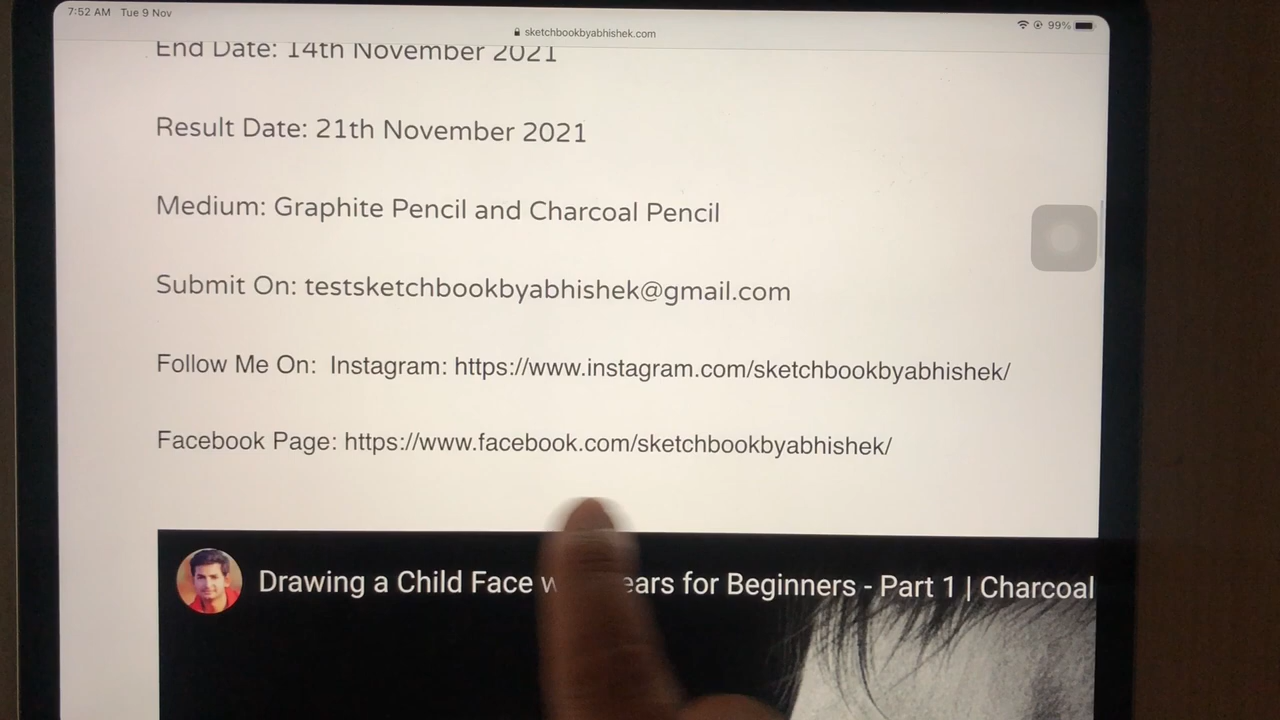 7:52 AM Tue 9 Nov
sketchbookbyabhishek.com
99%
End Date: 14th November 2021
Result Date: 21th November 2021
Medium: Graphite Pencil and Charcoal Pencil
Submit On: testsketchbookbyabhishek@gmail.com
Follow Me On: Instagram: https://www.instagram.com/sketchbookbyabhishek/
Facebook Page: https://www.facebook.com/sketchbookbyabhishek/
Drawing a Child Face for Beginners - Part 1 | Charcoal